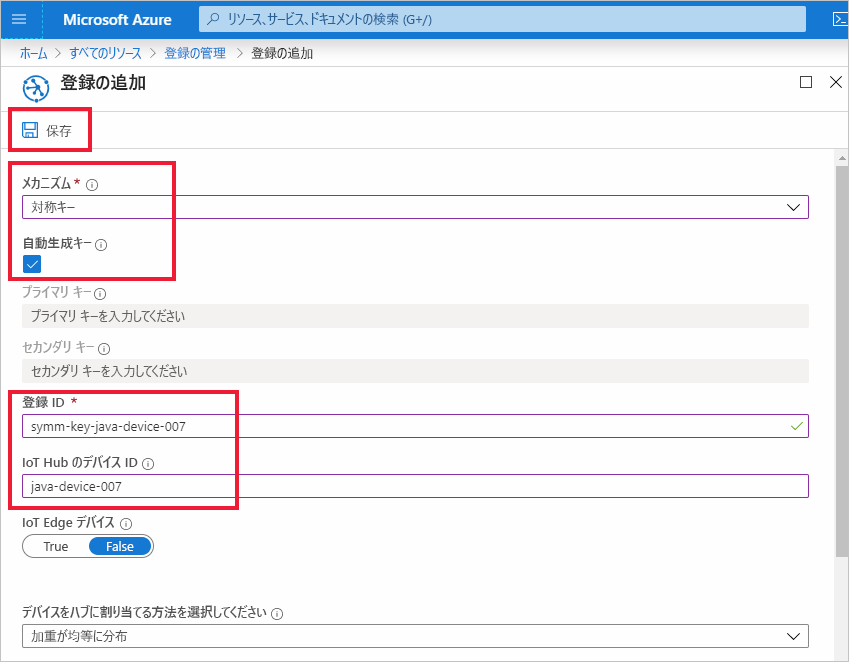 Microsoft Azure
リソース、サービス、ドキュメントの検索 (G+/)
ホーム > すべてのリソース > 登録の管理 > 登録の追加
登録の追加
保存
メカニズム *
対称キー
自動生成キー
プライマリ キー
プライマリ キーを入力してください
セカンダリ キー
セカンダリ キーを入力してください
登録 ID *
symm-key-java-device-007
IoT Hub のデバイス ID
java-device-007
IoT Edge デバイス
True False
デバイスをハブに割り当てる方法を選択してください
加重が均等に分布